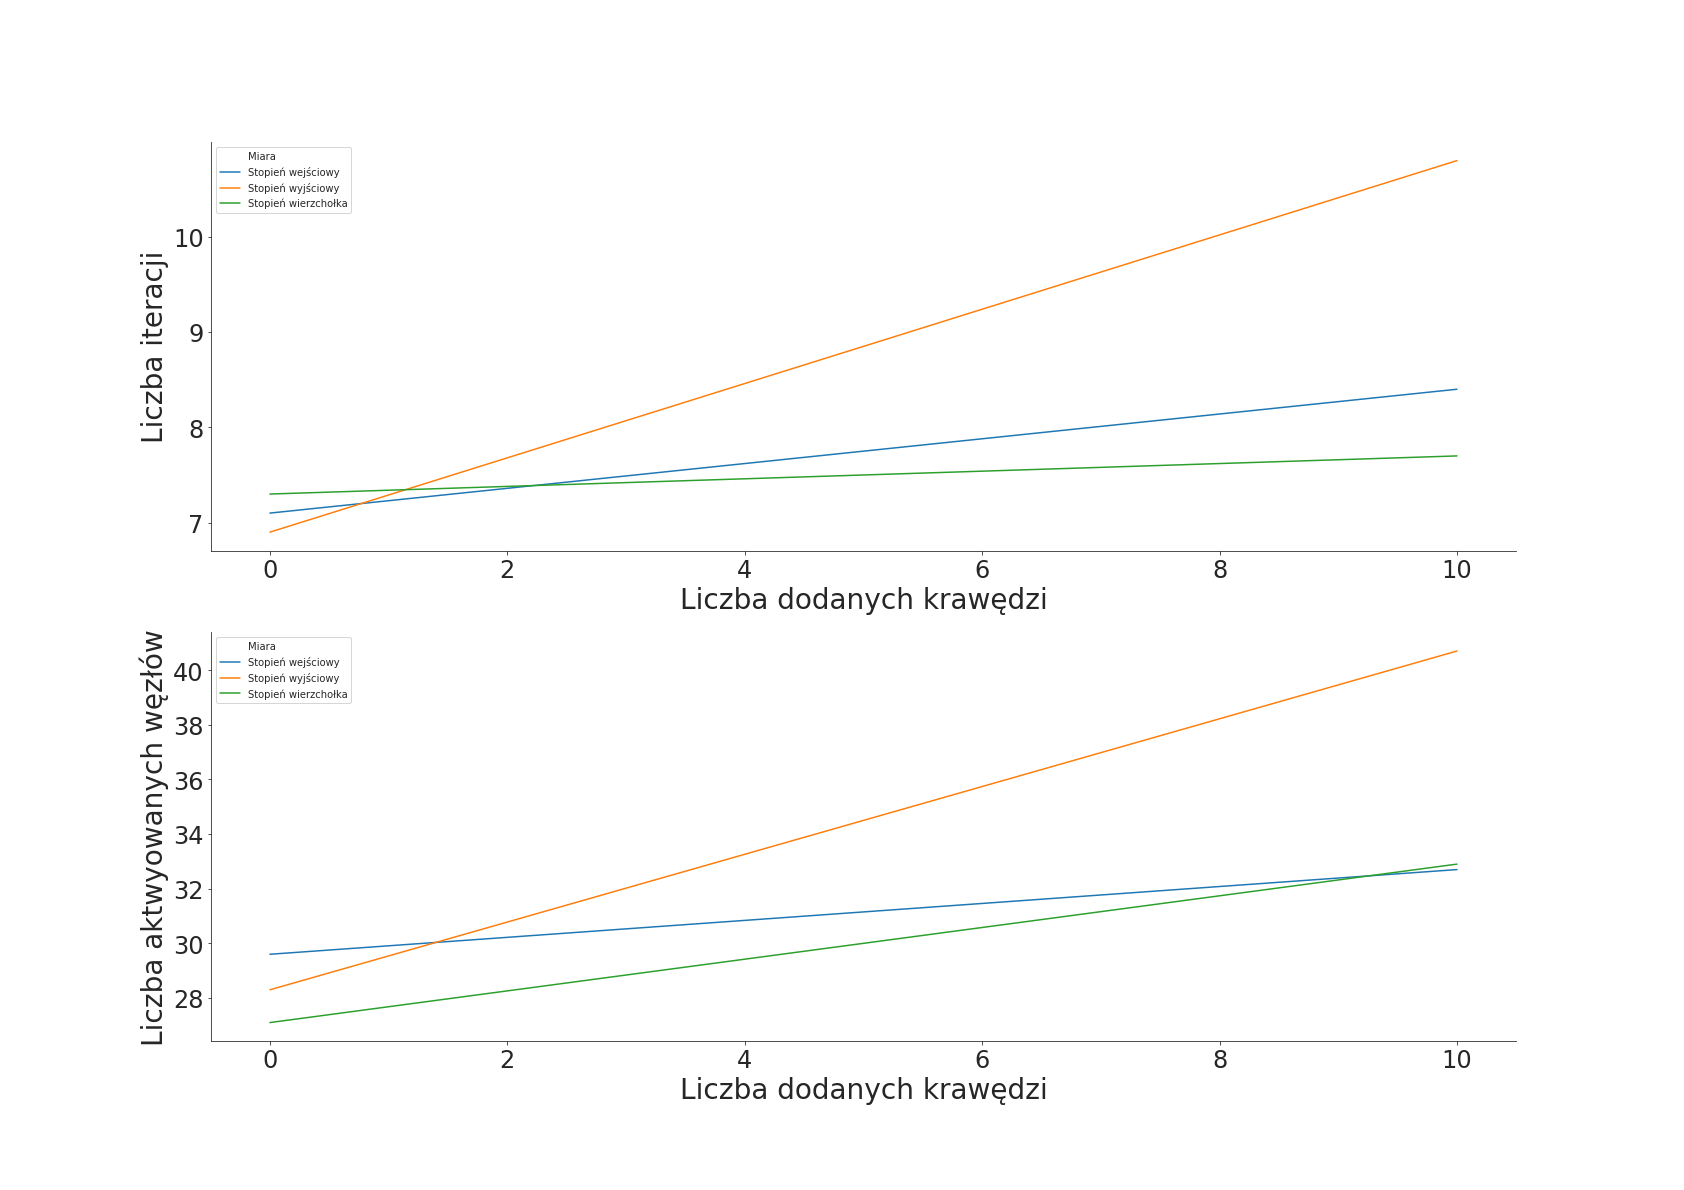 Miara
Stopień wejściowy
Stopień wyjściowy
Stopień wierzchołka
10
9
8
7
Liczba iteracji
0 2 4 6 8 10
Liczba dodanych krawędzi
Miara
Stopień wejściowy
Stopień wyjściowy
Stopień wierzchołka
40
38
36
34
32
30
28
Liczba aktwyowanych węzłów
0 2 4 6 8 10
Liczba dodanych krawędzi